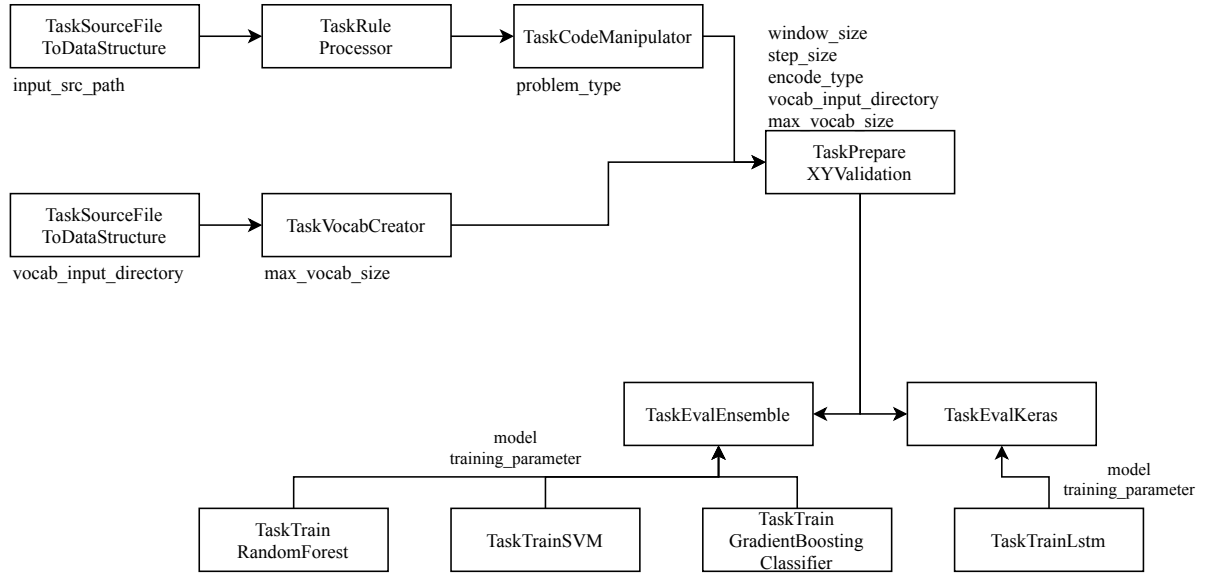 TaskSourceFile
ToDataStructure
input_src_path
TaskRule
Processor
TaskCodeManipulator
problem_type
window_size
step_size
encode_type
vocab_input_directory
max_vocab_size
TaskPrepare
XYValidation
TaskSourceFile
ToDataStructure
vocab_input_directory
TaskVocabCreator
max_vocab_size
TaskEvalEnsemble
TaskEvalKeras
model
training_parameter
model
training_parameter
TaskTrain
RandomForest
TaskTrainSVM
TaskTrain
GradientBoosting
Classifier
TaskTrainLstm